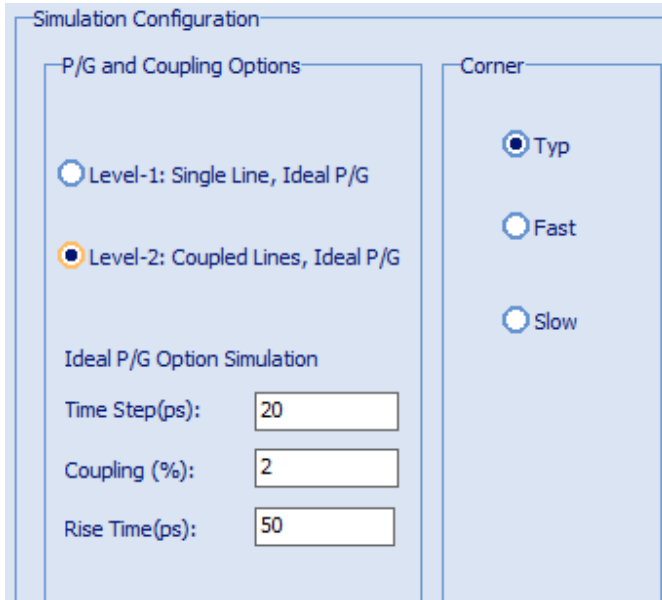 Simulation Configuration
P/G and Coupling Options
Level-1: Single Line, Ideal P/G
Level-2: Coupled Lines, Ideal P/G
Ideal P/G Option Simulation
Time Step(ps): 20
Coupling (%): 2
Rise Time(ps): 50
Corner
Typ
Fast
Slow